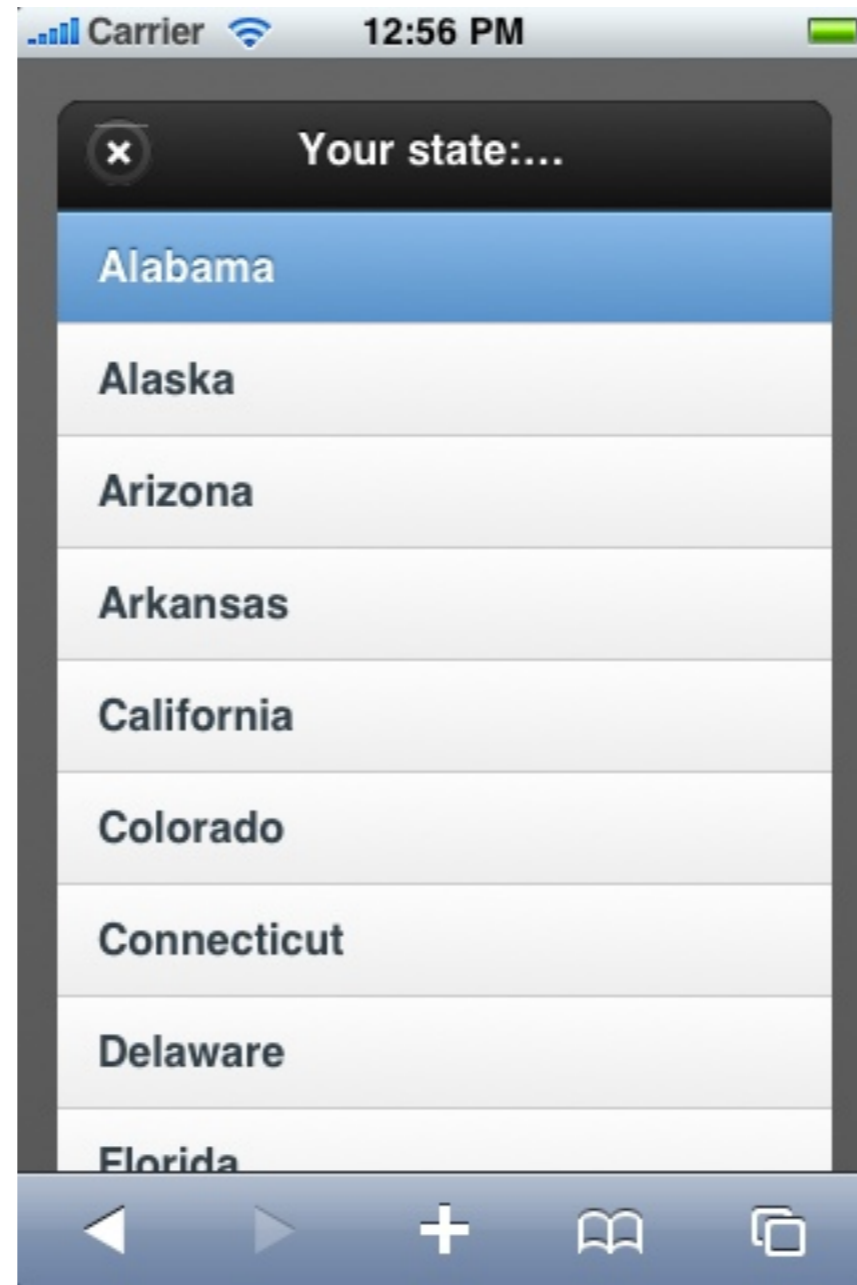 Carrier 12:56 PM
Your state:...
Alabama
Alaska
Arizona
Arkansas
California
Colorado
Connecticut
Delaware
Florida